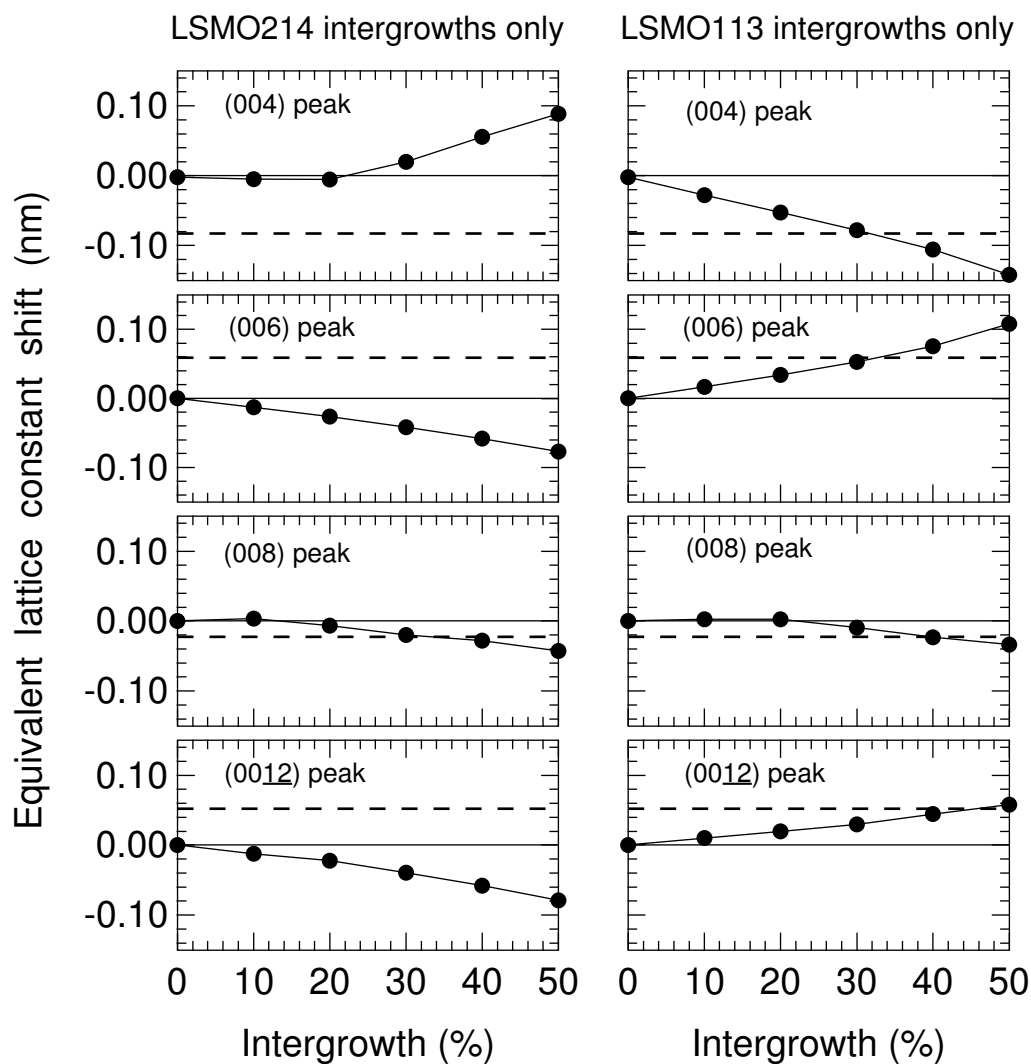 LSMO214 intergrowths only
LSMO113 intergrowths only
Equivalent lattice constant shift (nm)
(004) peak
0.10
0.00
-0.10
(004) peak
(006) peak
0.10
0.00
-0.10
(006) peak
(008) peak
0.10
0.00
-0.10
(008) peak
(0012) peak
0.10
0.00
-0.10
(0012) peak
0 10 20 30 40 50
0 10 20 30 40 50
Intergrowth (%)
Intergrowth (%)